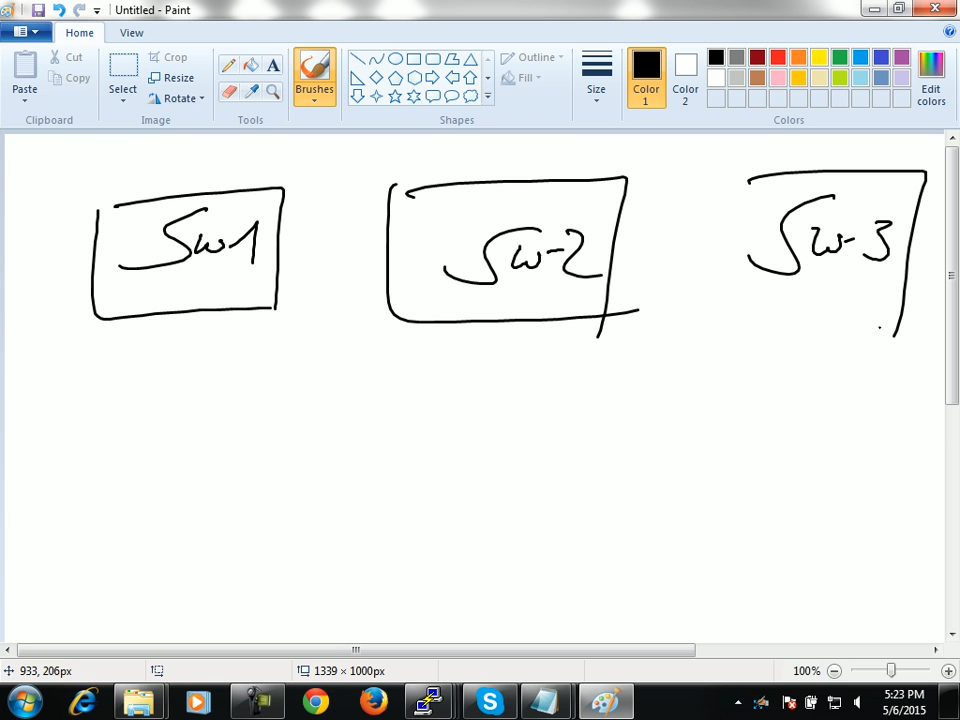 Untitled - Paint
Home View
Cut
Copy
Paste
Clipboard
Select
Crop
Resize
Rotate
Image
Tools
Brushes
Shapes
Outline
Fill
Size
Color 1
Color 2
Colors
Edit colors
Sw-1 Sw-2 Sw-3
933, 206px
1339 × 1000px
100%
5:23 PM
5/6/2015